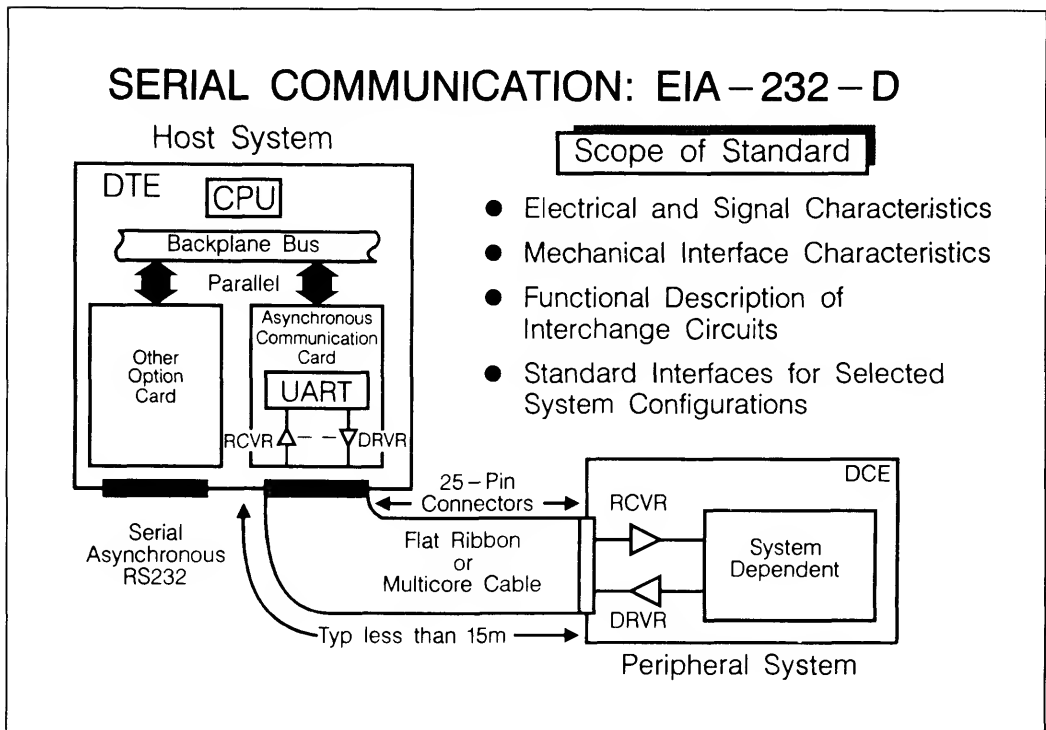 SERIAL COMMUNICATION: EIA – 232 – D
Host System
DTE
CPU
Backplane Bus
Parallel
Other
Option
Card
Asynchronous
Communication
Card
UART
RCVR
DRVR
Serial
Asynchronous
RS232
Scope of Standard
● Electrical and Signal Characteristics
● Mechanical Interface Characteristics
● Functional Description of
Interchange Circuits
● Standard Interfaces for Selected
System Configurations
25 – Pin
Connectors
Flat Ribbon
or
Multicore Cable
Typ less than 15m
DCE
RCVR
DRVR
System
Dependent
Peripheral System